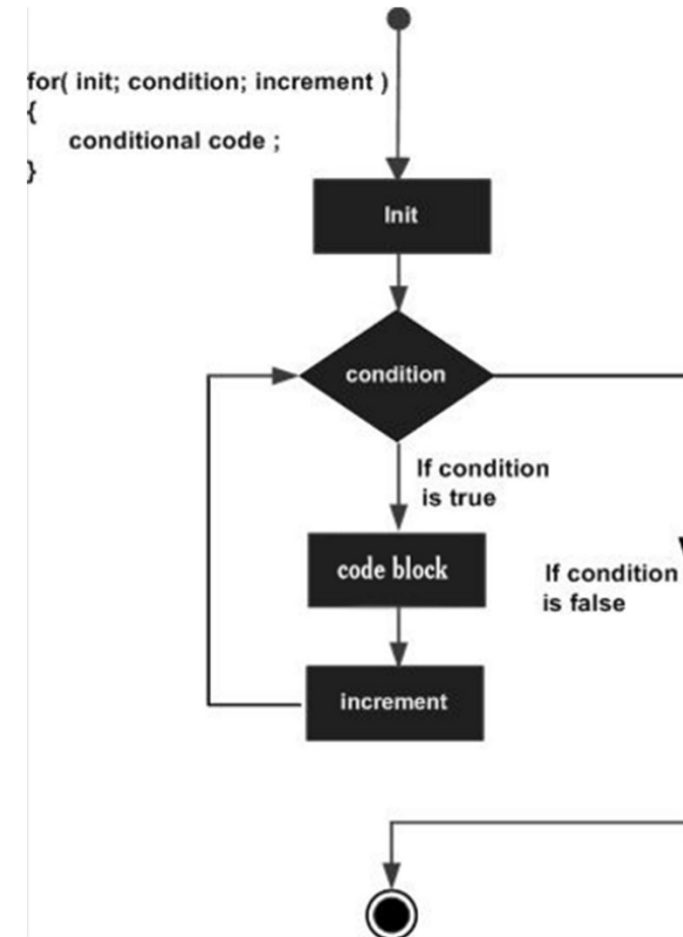 for( init; condition; increment )
{
conditional code ;
}
Init
condition
If condition
is true
code block
If condition
is false
increment